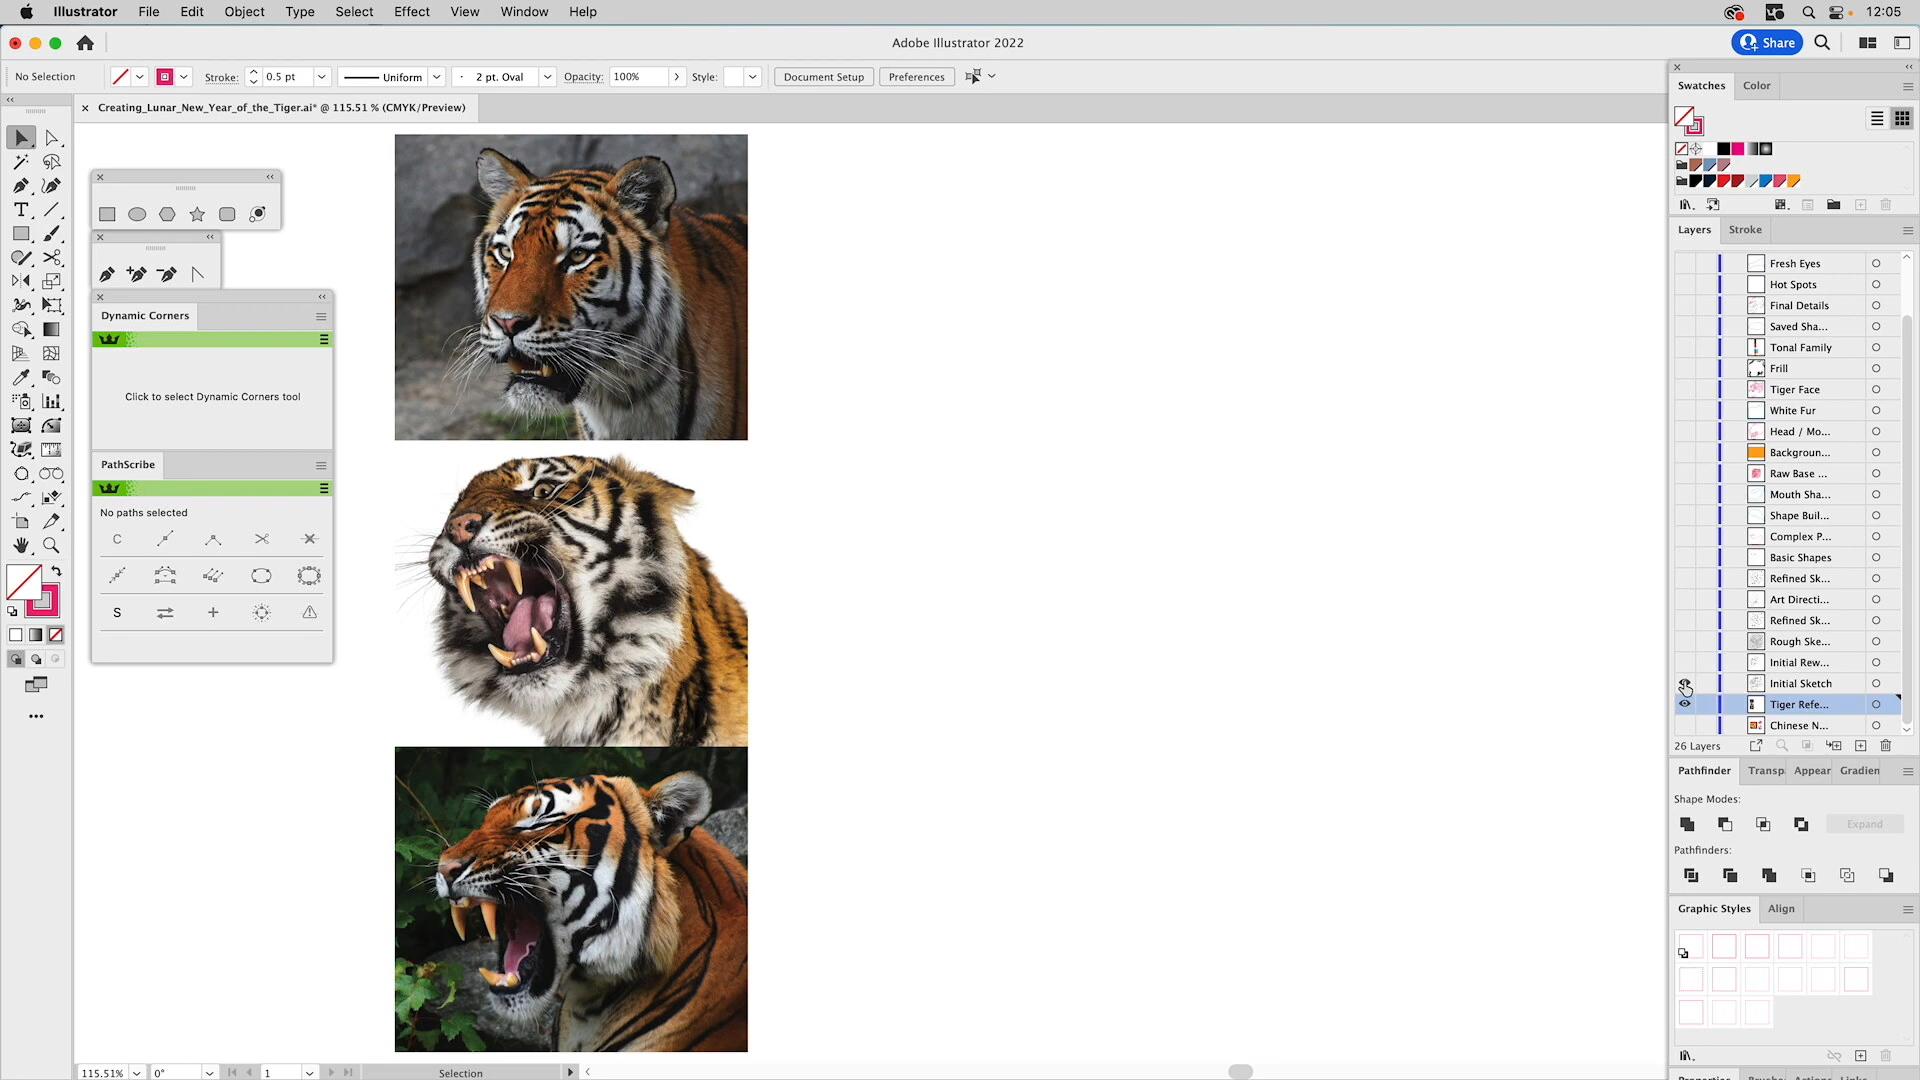 Illustrator File Edit Object Type Select Effect View Window Help 12:05
Adobe Illustrator 2022
Share
No Selection Stroke: 0.5 pt Uniform 2 pt. Oval Opacity: 100% Style: Document Setup Preferences
Creating_Lunar_New_Year_of_the_Tiger.ai* @ 115.51 % (CMYK/Preview)
Dynamic Corners
Click to select Dynamic Corners tool
PathScribe
No paths selected
C
S
Swatches Color
Layers Stroke
Fresh Eyes
Hot Spots
Final Details
Saved Sha...
Tonal Family
Frill
Tiger Face
White Fur
Head / Mo...
Backgroun...
Raw Base ...
Mouth Sha...
Shape Buil...
Complex P...
Basic Shapes
Refined Sk...
Art Directi...
Refined Sk...
Rough Ske...
Initial Rew...
Initial Sketch
Tiger Refe...
Chinese N...
26 Layers
Pathfinder Transp Appear Gradien
Shape Modes:
Expand
Pathfinders:
Graphic Styles Align
115.51% 0° 1 Selection